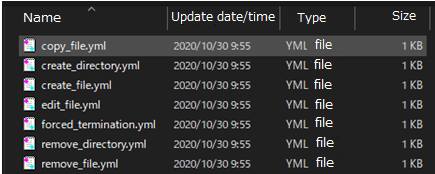 Name Update date/time Type Size
copy_file.yml 2020/10/30 9:55 YML file 1 KB
create_directory.yml 2020/10/30 9:55 YML file 1 KB
create_file.yml 2020/10/30 9:55 YML file 1 KB
edit_file.yml 2020/10/30 9:55 YML file 1 KB
forced_termination.yml 2020/10/30 9:55 YML file 1 KB
remove_directory.yml 2020/10/30 9:55 YML file 1 KB
remove_file.yml 2020/10/30 9:55 YML file 1 KB